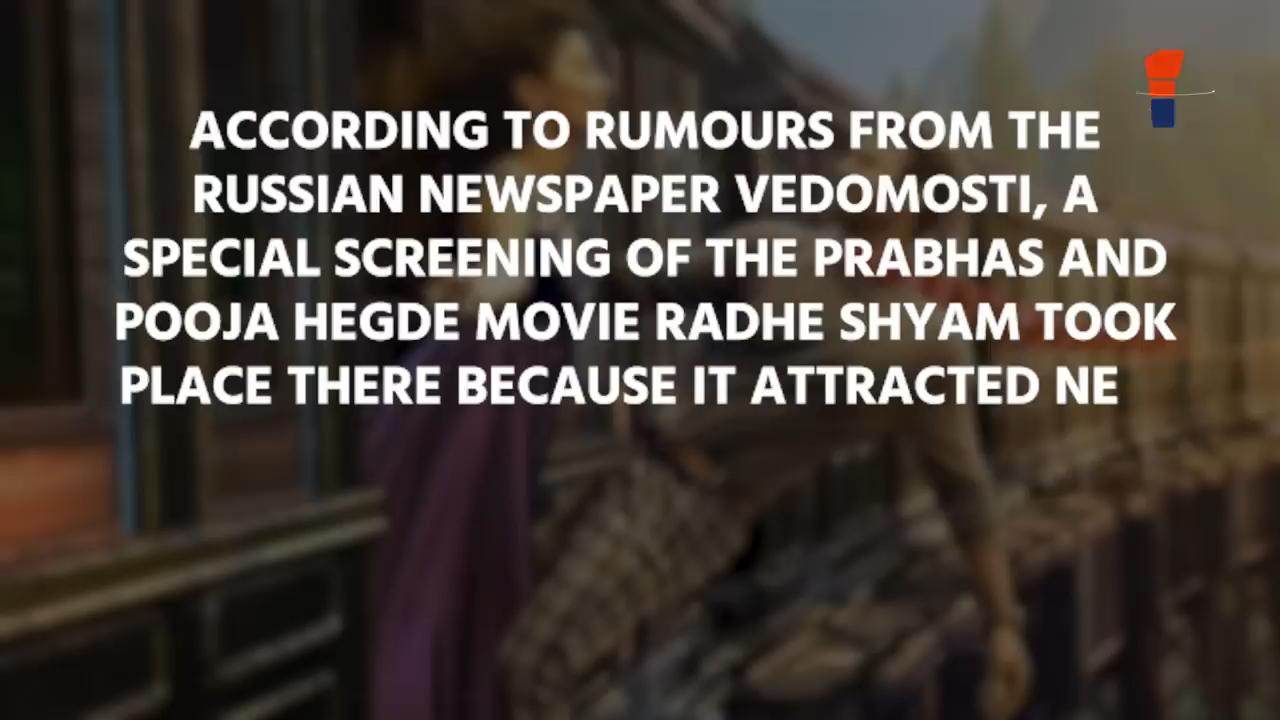 ACCORDING TO RUMOURS FROM THE
RUSSIAN NEWSPAPER VEDOMOSTI, A
SPECIAL SCREENING OF THE PRABHAS AND
POOJA HEGDE MOVIE RADHE SHYAM TOOK
PLACE THERE BECAUSE IT ATTRACTED NE